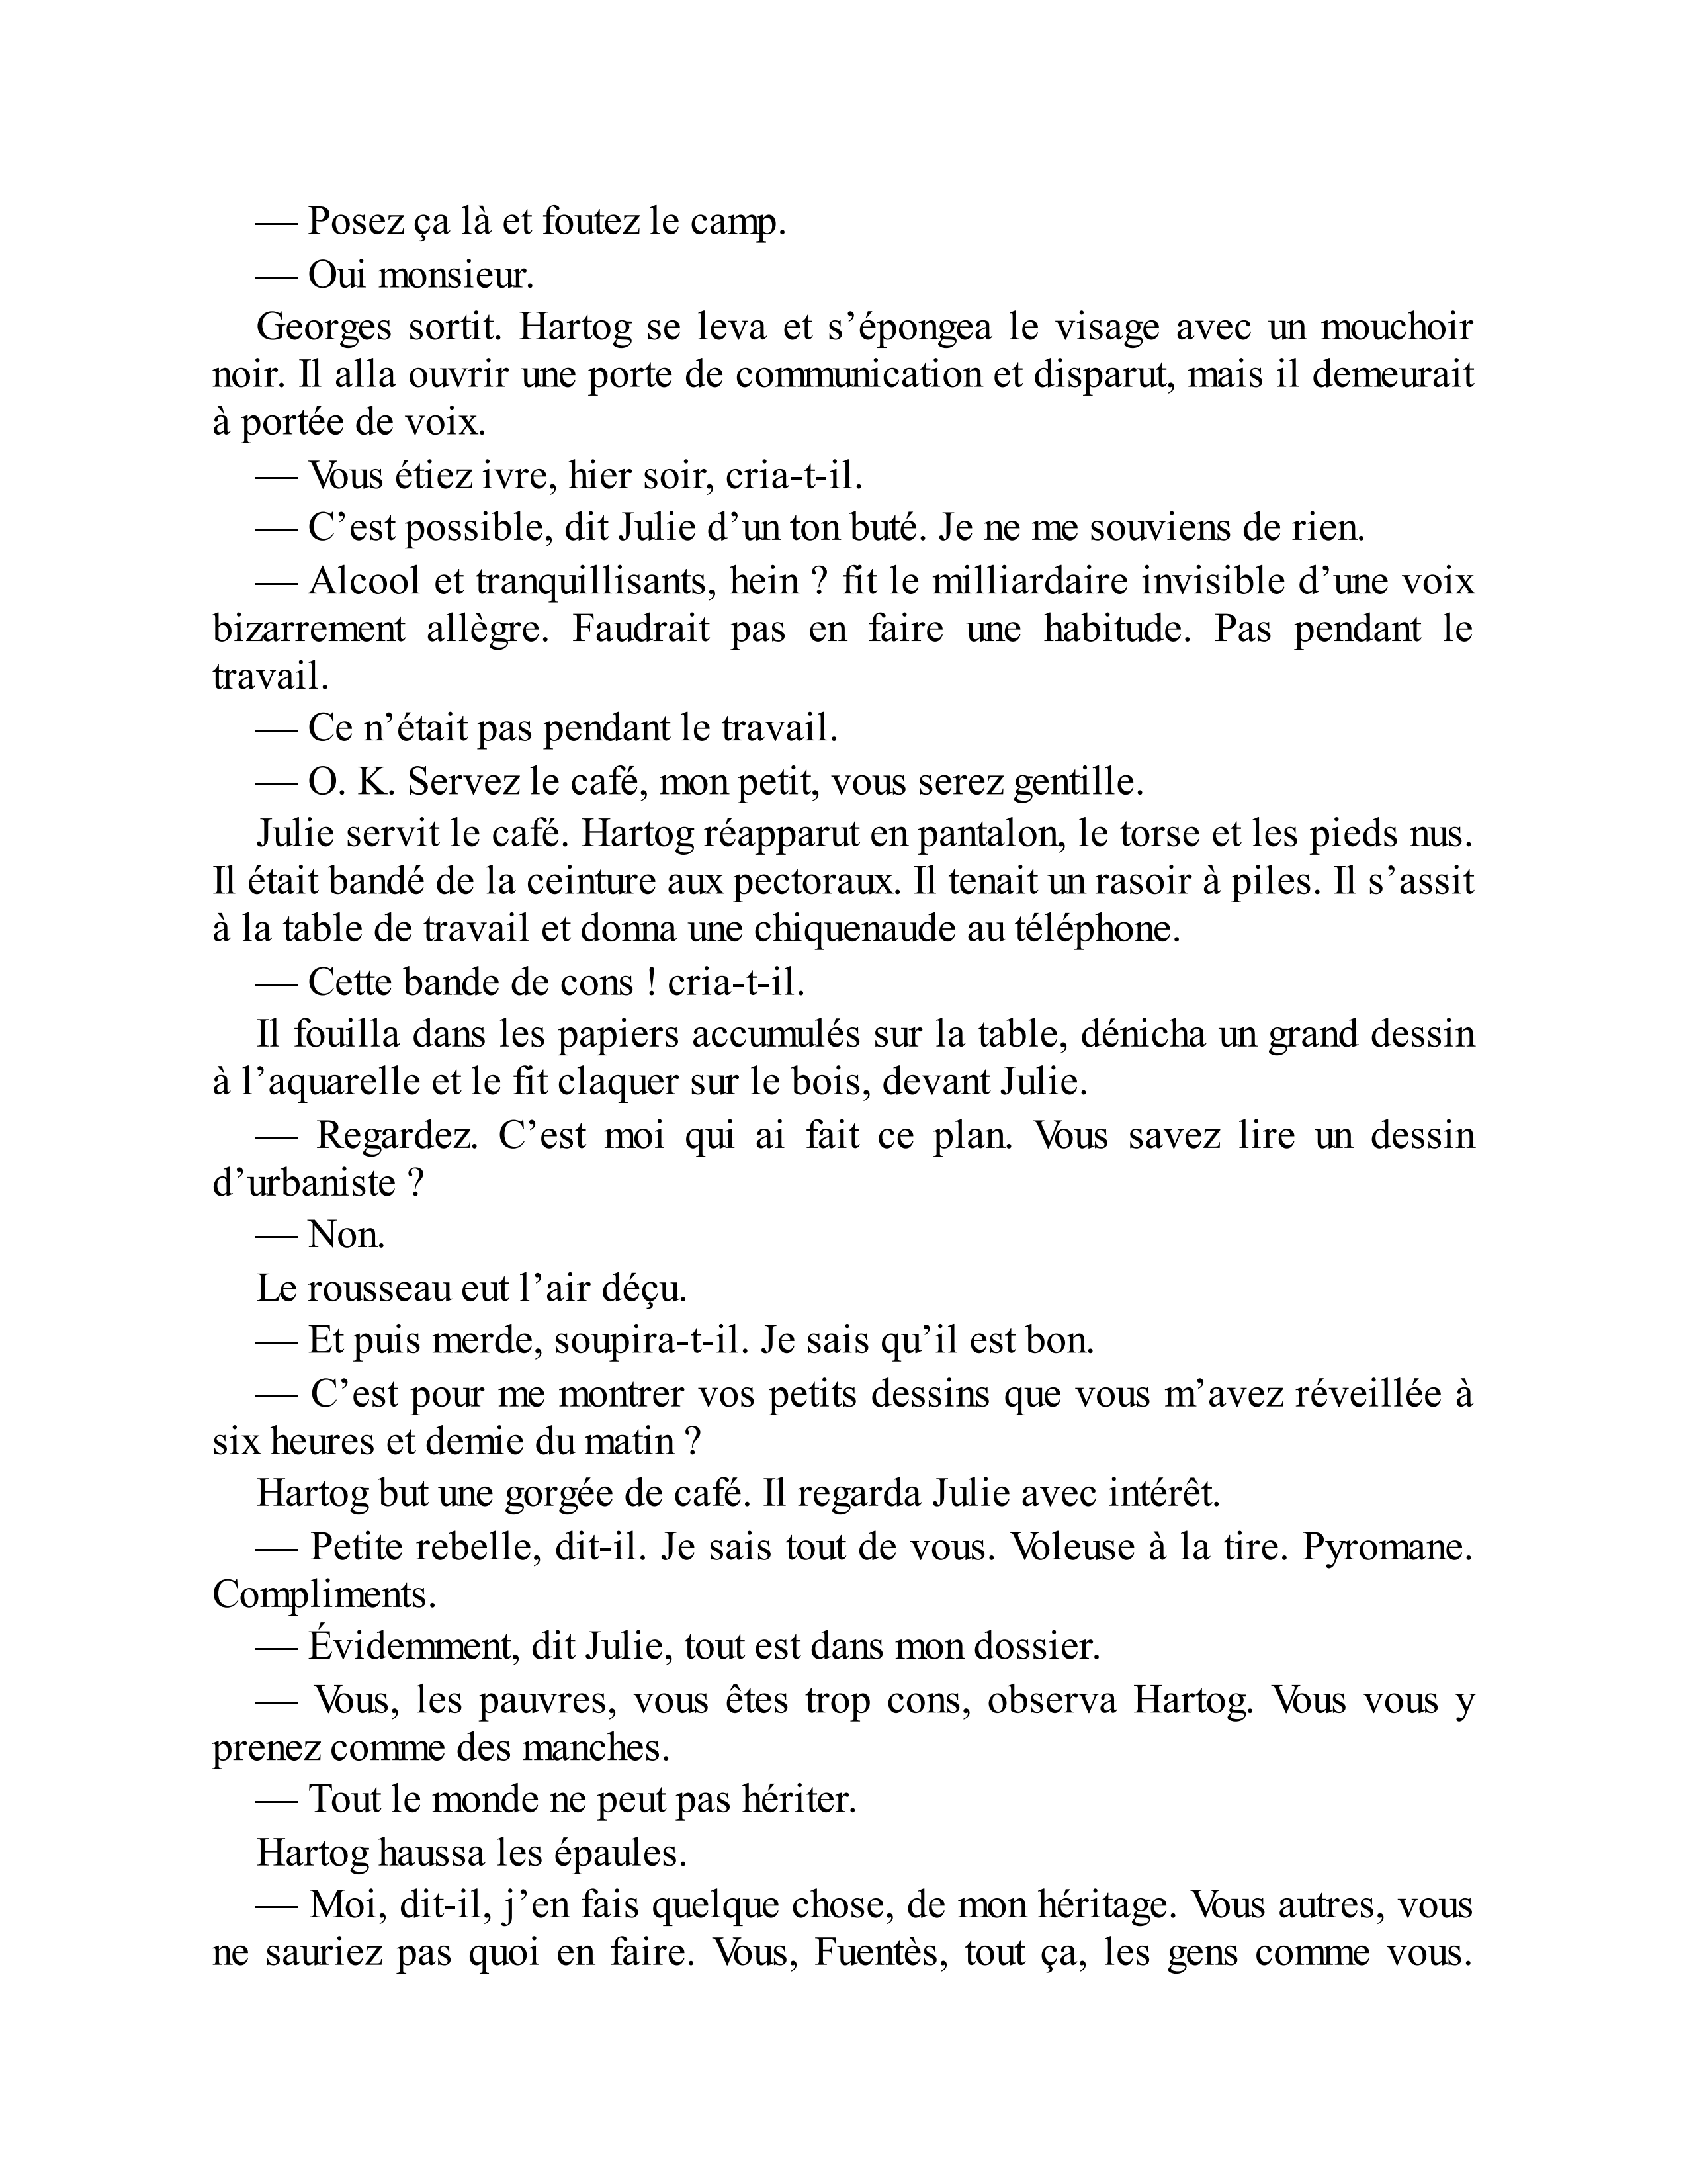 — Posez ça là et foutez le camp.
— Oui monsieur.
Georges sortit. Hartog se leva et s’épongea le visage avec un mouchoir
noir. Il alla ouvrir une porte de communication et disparut, mais il demeurait
à portée de voix.
— Vous étiez ivre, hier soir, cria-t-il.
— C’est possible, dit Julie d’un ton buté. Je ne me souviens de rien.
— Alcool et tranquillisants, hein ? fit le milliardaire invisible d’une voix
bizarrement allègre. Faudrait pas en faire une habitude. Pas pendant le
travail.
— Ce n’était pas pendant le travail.
— O. K. Servez le café, mon petit, vous serez gentille.
Julie servit le café. Hartog réapparut en pantalon, le torse et les pieds nus.
Il était bandé de la ceinture aux pectoraux. Il tenait un rasoir à piles. Il s’assit
à la table de travail et donna une chiquenaude au téléphone.
— Cette bande de cons ! cria-t-il.
Il fouilla dans les papiers accumulés sur la table, dénicha un grand dessin
à l’aquarelle et le fit claquer sur le bois, devant Julie.
— Regardez. C’est moi qui ai fait ce plan. Vous savez lire un dessin
d’urbaniste ?
— Non.
Le rousseau eut l’air déçu.
— Et puis merde, soupira-t-il. Je sais qu’il est bon.
— C’est pour me montrer vos petits dessins que vous m’avez réveillée à
six heures et demie du matin ?
Hartog but une gorgée de café. Il regarda Julie avec intérêt.
— Petite rebelle, dit-il. Je sais tout de vous. Voleuse à la tire. Pyromane.
Compliments.
— Évidemment, dit Julie, tout est dans mon dossier.
— Vous, les pauvres, vous êtes trop cons, observa Hartog. Vous vous y
prenez comme des manches.
— Tout le monde ne peut pas hériter.
Hartog haussa les épaules.
— Moi, dit-il, j’en fais quelque chose, de mon héritage. Vous autres, vous
ne sauriez pas quoi en faire. Vous, Fuentès, tout ça, les gens comme vous.